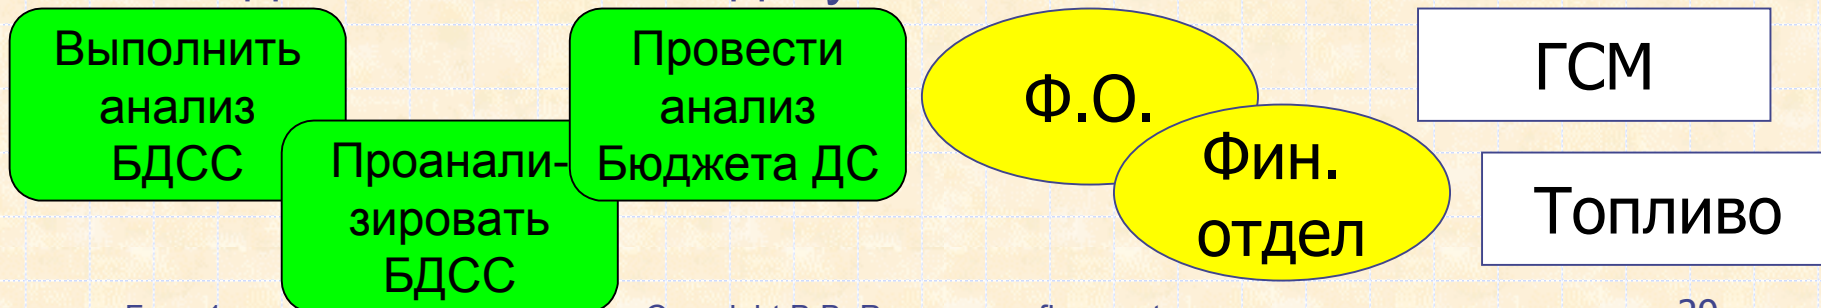 Выполнить
анализ
БДСС
Проанали-
зировать
БДСС
Провести
анализ
Бюджета ДС
Ф.О.
Фин.
отдел
ГСМ
Топливо